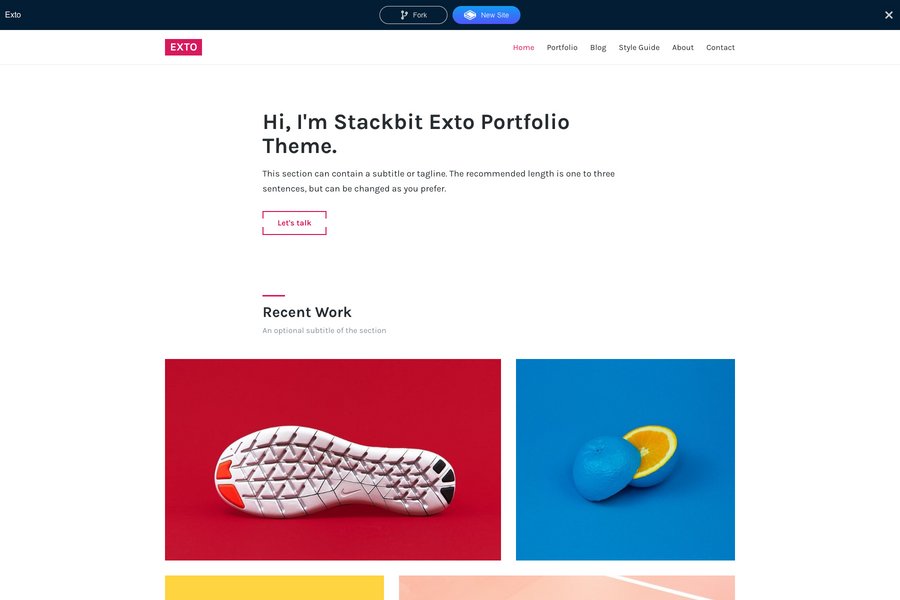 Exto
Fork
New Site
EXTO
Home
Portfolio
Blog
Style Guide
About
Contact
Hi, I'm Stackbit Exto Portfolio
Theme.
This section can contain a subtitle or tagline. The recommended length is one to three
sentences, but can be changed as you prefer.
Let's talk
Recent Work
An optional subtitle of the section